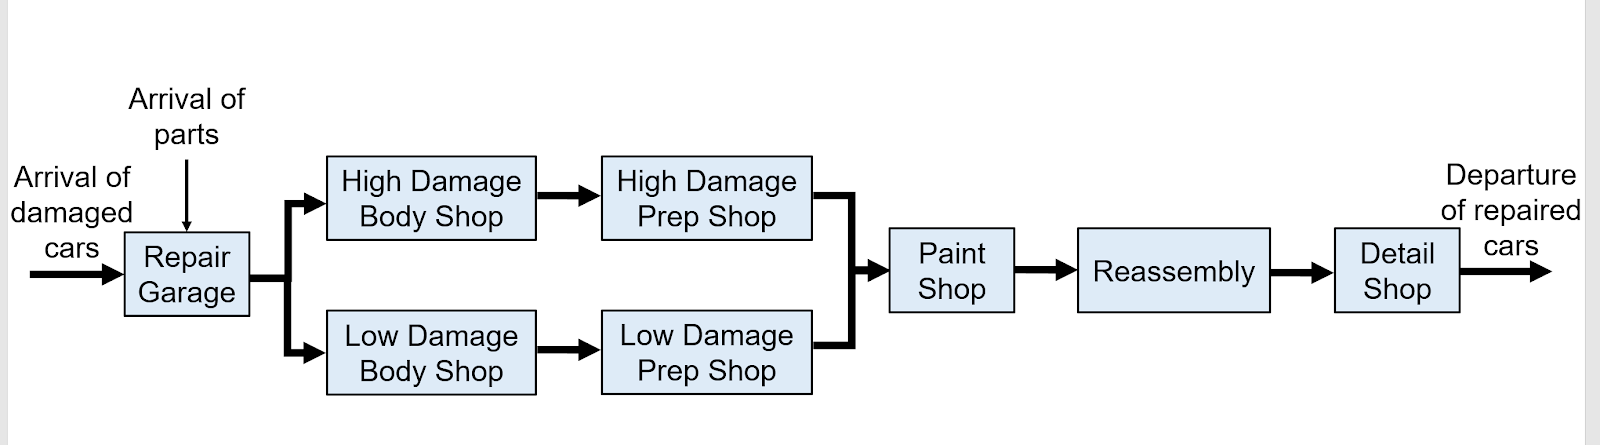 Arrival of
parts
Arrival of
damaged
cars
Repair
Garage
High Damage
Body Shop
High Damage
Prep Shop
Low Damage
Body Shop
Low Damage
Prep Shop
Paint
Shop
Reassembly
Detail
Shop
Departure
of repaired
cars